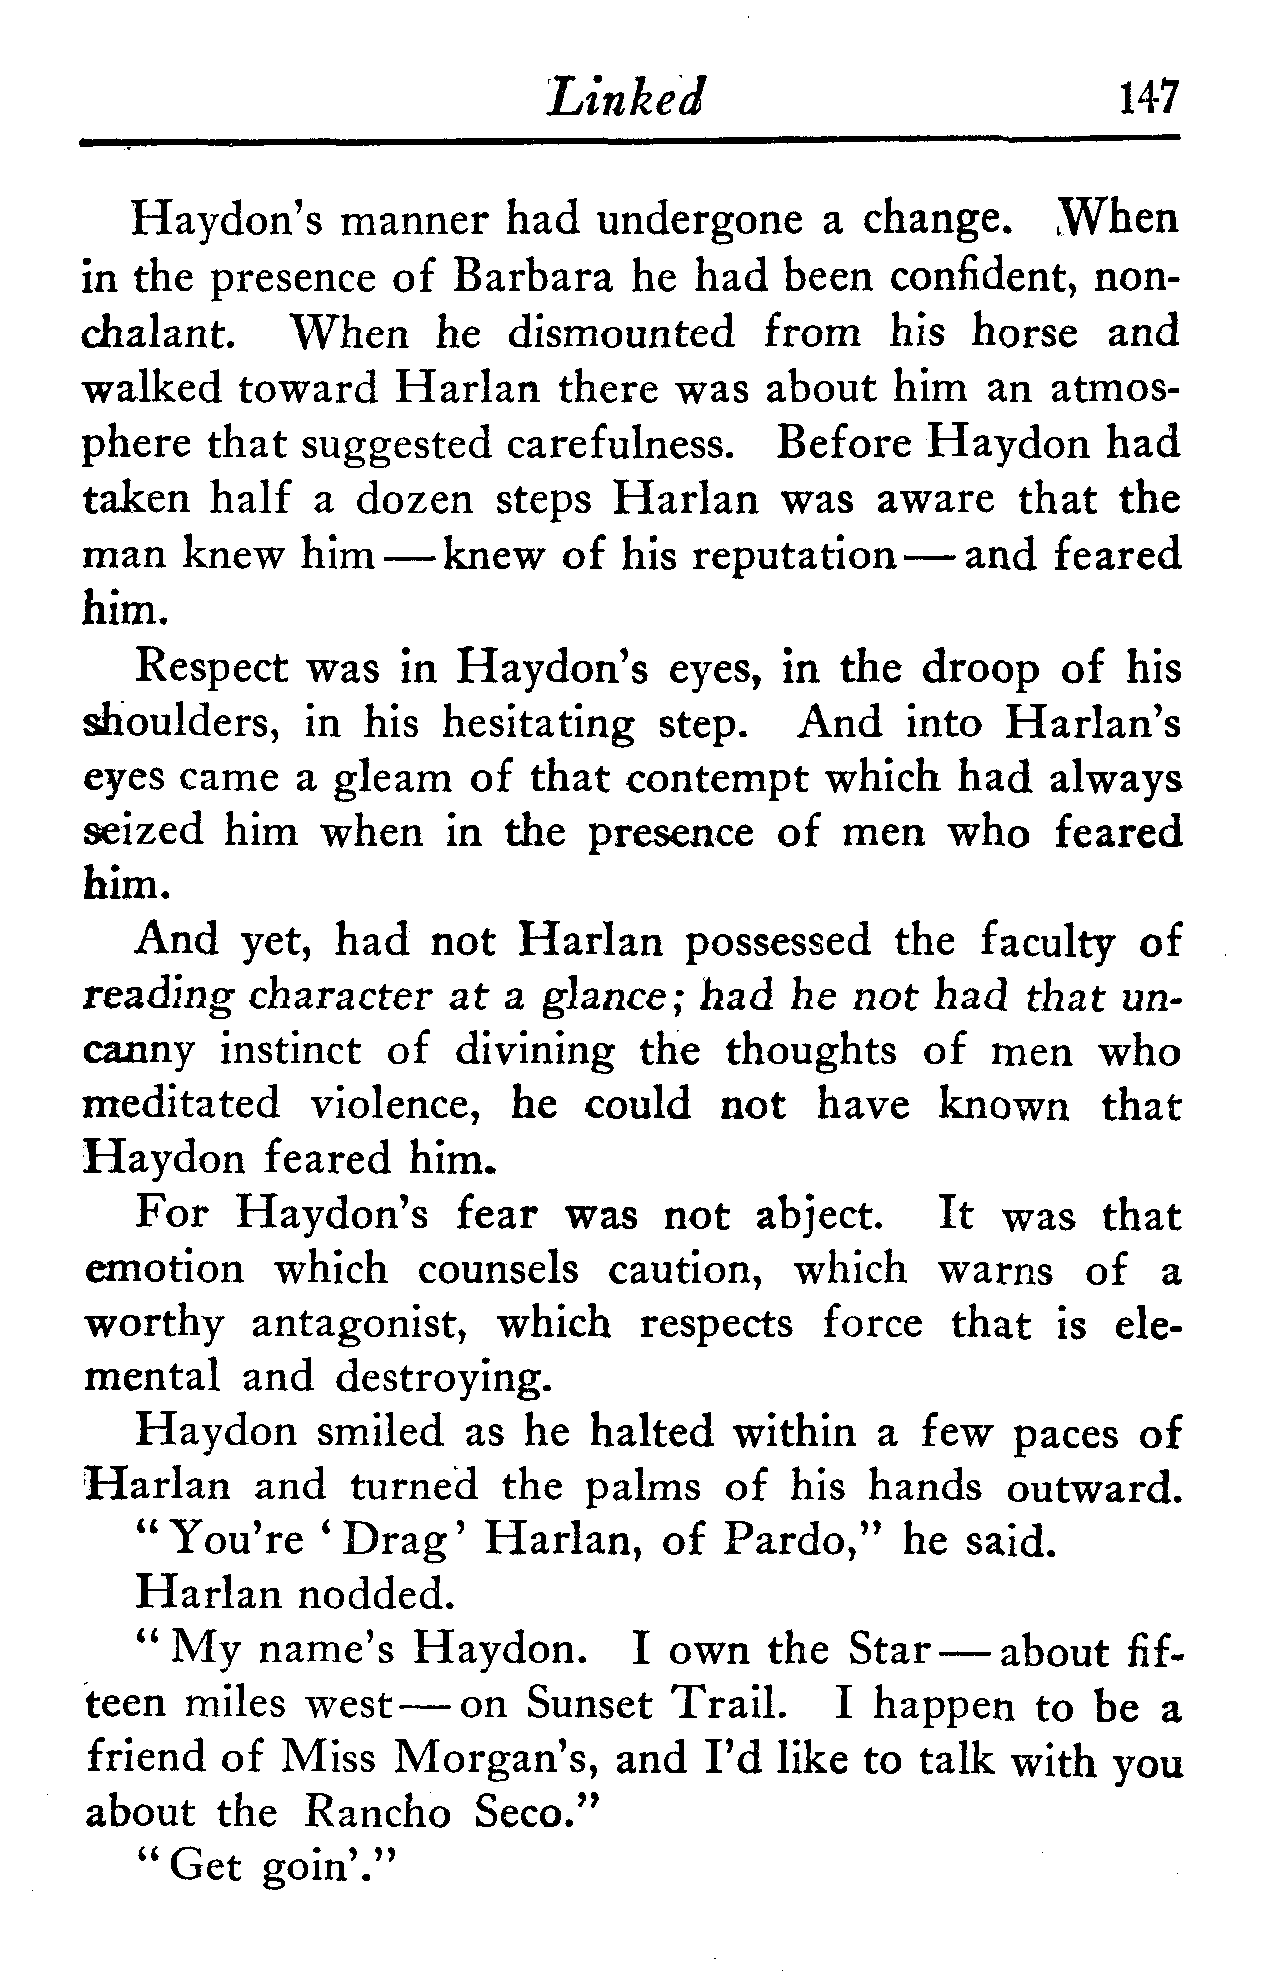 Linked 147
Haydon's manner had undergone a change. When
in the presence of Barbara he had been confident, non-
chalant. When he dismounted from his horse and
walked toward Harlan there was about him an atmos-
phere that suggested carefulness. Before Haydon had
taken half a dozen steps Harlan was aware that the
man knew him — knew of his reputation — and feared
him.
Respect was in Haydon's eyes, in the droop of his
shoulders, in his hesitating step. And into Harlan's
eyes came a gleam of that contempt which had always
seized him when in the presence of men who feared
him.
And yet, had not Harlan possessed the faculty of
reading character at a glance; had he not had that un-
canny instinct of divining the thoughts of men who
meditated violence, he could not have known that
Haydon feared him.
For Haydon's fear was not abject. It was that
emotion which counsels caution, which warns of a
worthy antagonist, which respects force that is ele-
mental and destroying.
Haydon smiled as he halted within a few paces of
Harlan and turned the palms of his hands outward.
"You're 'Drag' Harlan, of Pardo," he said.
Harlan nodded.
"My name's Haydon. I own the Star — about fif-
teen miles west — on Sunset Trail. I happen to be a
friend of Miss Morgan's, and I'd like to talk with you
about the Rancho Seco."
"Get goin'."